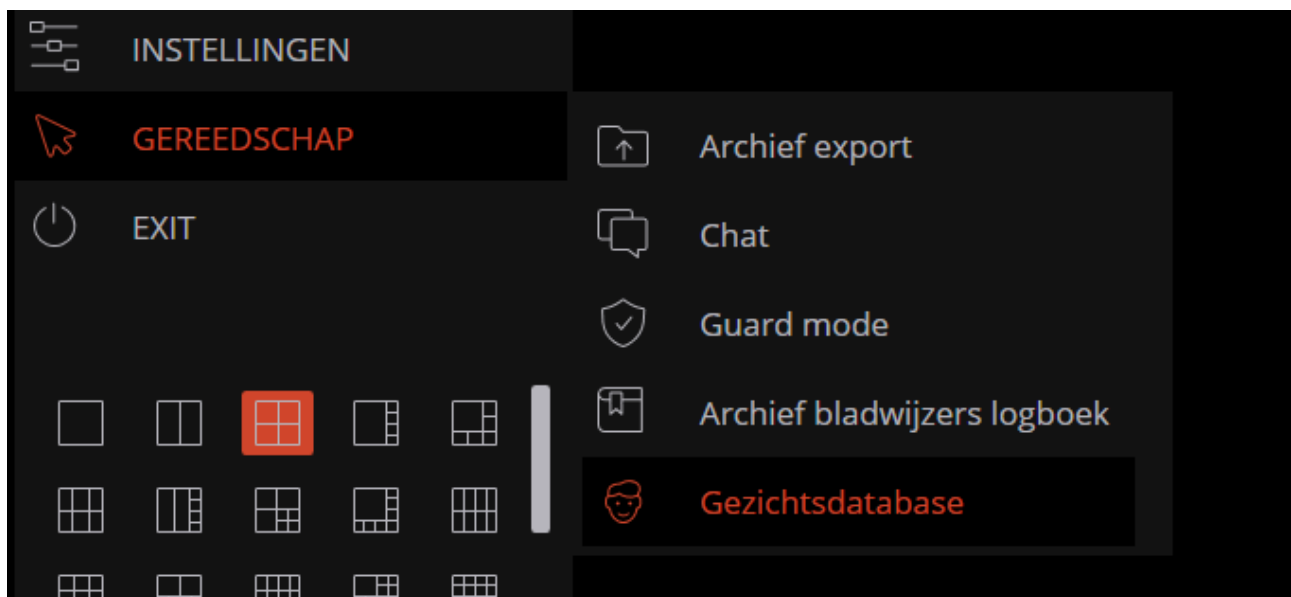 INSTELLINGEN
GEREEDSCHAP
EXIT
Archief export
Chat
Guard mode
Archief bladwijzers logboek
Gezichtsdatabase